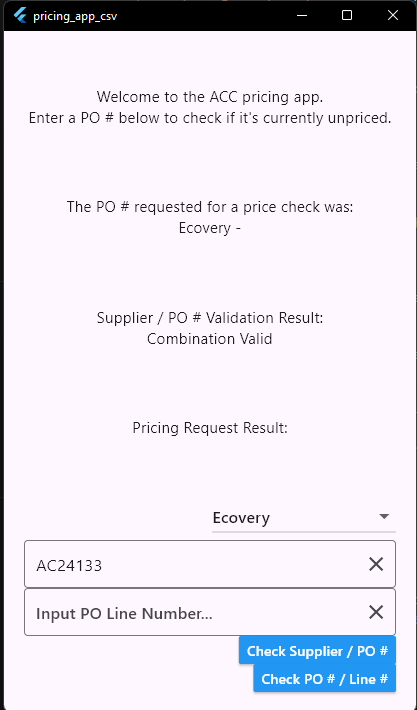 pricing_app_csv
Welcome to the ACC pricing app.
Enter a PO # below to check if it's currently unpriced.
The PO # requested for a price check was:
Ecovery -
Supplier / PO # Validation Result:
Combination Valid
Pricing Request Result:
Ecovery
AC24133
Input PO Line Number...
Check Supplier / PO #
Check PO # / Line #